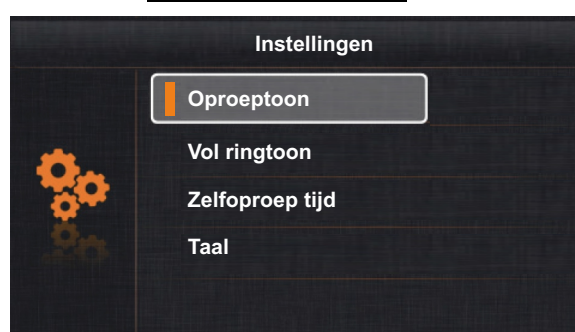 Instellingen
Oproeptoon
Vol ringtoon
Zelfoproep tijd
Taal